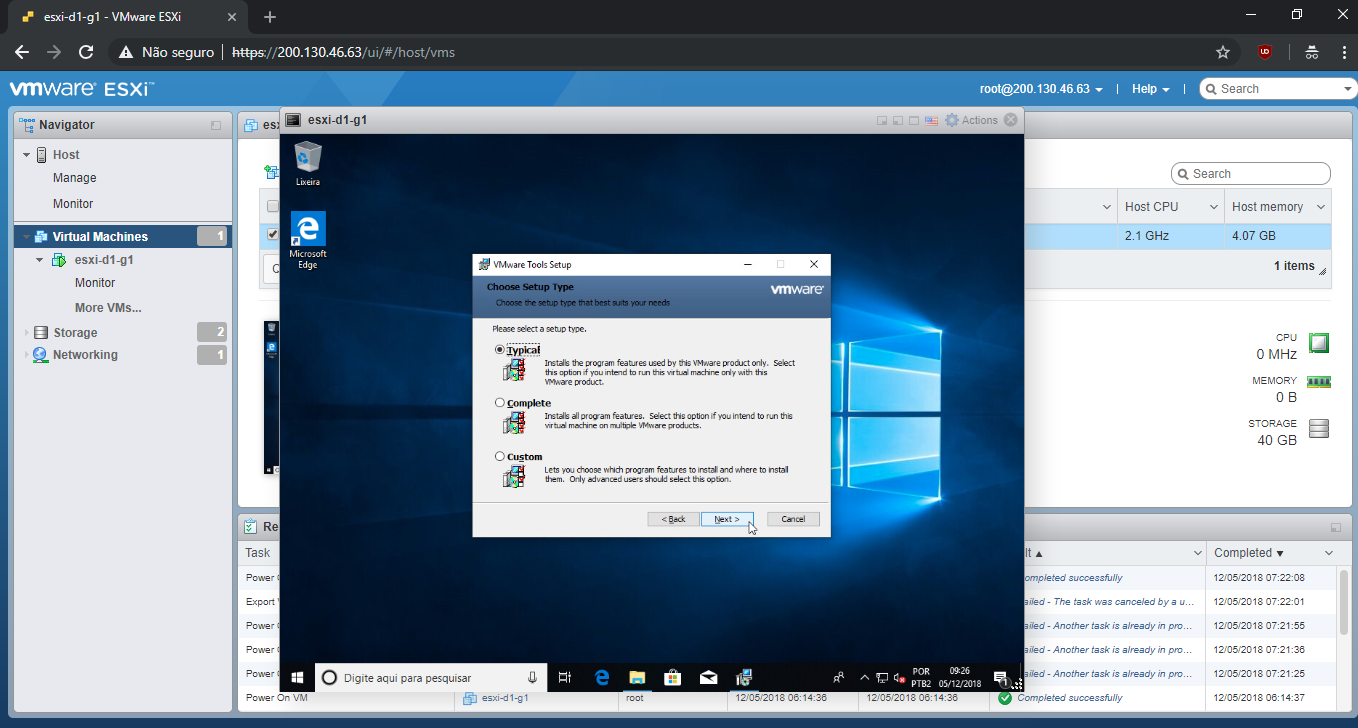 esxi-d1-g1 - VMware ESXi
Não seguro
https://200.130.46.63/ui/#/host/vms
vmware ESXi™
root@200.130.46.63
Help
Search
Navigator
Host
Manage
Monitor
Virtual Machines 1
esxi-d1-g1
Monitor
More VMs...
Storage 2
Networking 1
esxi-d1-g1
Actions
Search
Host CPU
Host memory
2.1 GHz
4.07 GB
1 items
CPU
0 MHz
MEMORY
0 B
STORAGE
40 GB
Lixeira
Microsoft
Edge
VMware Tools Setup
Choose Setup Type
Choose the setup type that best suits your needs
vmware
Please select a setup type.
Typical
Installs the program features used by this VMware product only. Select
this option if you intend to run this virtual machine only with this
VMware product.
Complete
Installs all program features. Select this option if you intend to run this
virtual machine on multiple VMware products.
Custom
Lets you choose which program features to install and where to install
them. Only advanced users should select this option.
< Back
Next >
Cancel
Digite aqui para pesquisar
POR
PTB2
09:26
05/12/2018
1
Re
Task
lt
Completed
Power O
ompleted successfully
12/05/2018 07:22:08
Export
ailed - The task was canceled by a u...
12/05/2018 07:22:01
Power O
ailed - Another task is already in pro...
12/05/2018 07:21:55
Power O
ailed - Another task is already in pro...
12/05/2018 07:21:36
Power O
ailed - Another task is already in pro...
12/05/2018 07:21:25
Power On VM
esxi-d1-g1
root
12/05/2018 06:14:36
12/05/2018 06:14:36
Completed successfully
12/05/2018 06:14:37